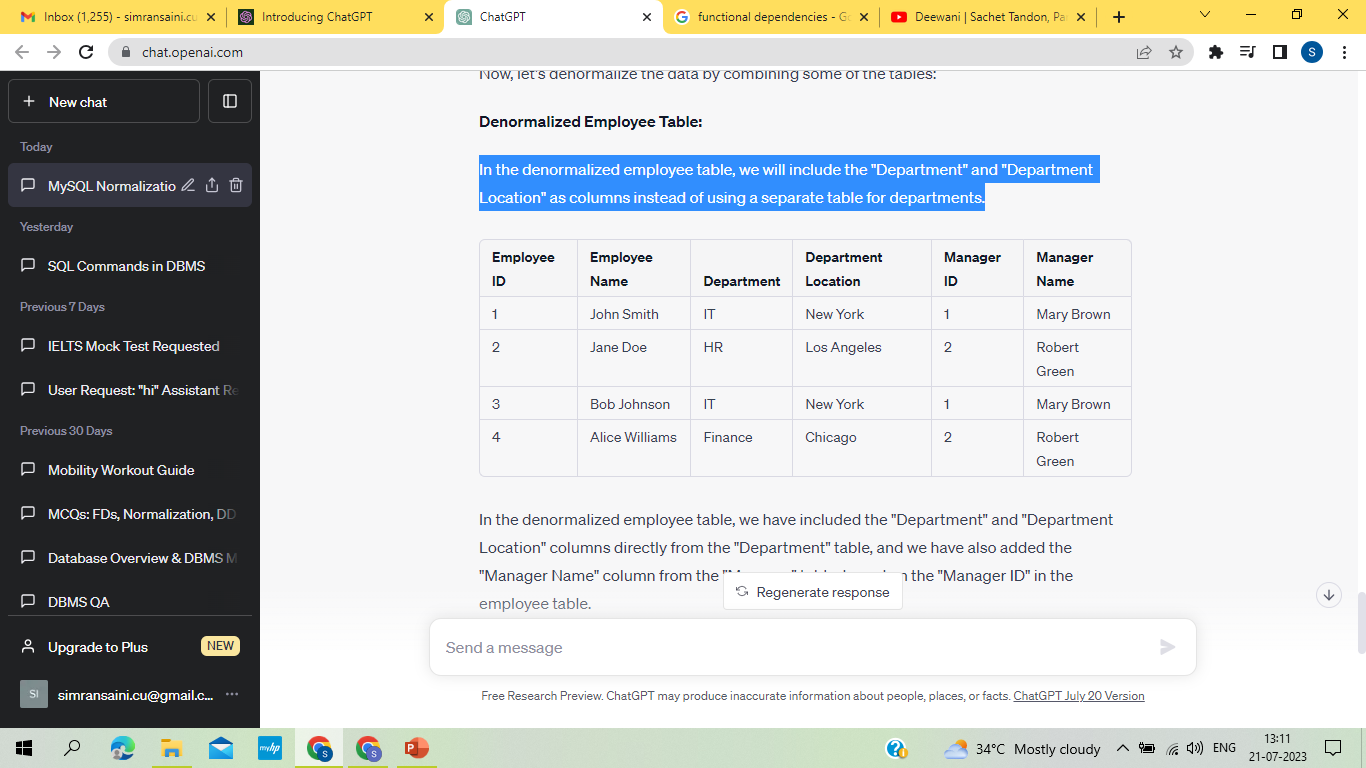 Inbox (1,255) - simransaini.cu
Introducing ChatGPT
ChatGPT
functional dependencies - Go
Deewani | Sachet Tandon, Pa
chat.openai.com
S
New chat
Today
MySQL Normalizatio
Yesterday
SQL Commands in DBMS
Previous 7 Days
IELTS Mock Test Requested
User Request: "hi" Assistant Re
Previous 30 Days
Mobility Workout Guide
MCQs: FDs, Normalization, DD
Database Overview & DBMS M
DBMS QA
Upgrade to Plus NEW
SI simransaini.cu@gmail.c...
Now, let's denormalize the data by combining some of the tables:
Denormalized Employee Table:
In the denormalized employee table, we will include the "Department" and "Department
Location" as columns instead of using a separate table for departments.
Employee ID Employee Name Department Department Location Manager ID Manager Name
1 John Smith IT New York 1 Mary Brown
2 Jane Doe HR Los Angeles 2 Robert Green
3 Bob Johnson IT New York 1 Mary Brown
4 Alice Williams Finance Chicago 2 Robert Green
In the denormalized employee table, we have included the "Department" and "Department
Location" columns directly from the "Department" table, and we have also added the
"Manager Name" column from the the "Manager ID" in the
employee table.
Regenerate response
Send a message
Free Research Preview. ChatGPT may produce inaccurate information about people, places, or facts. ChatGPT July 20 Version
myhp
S
S
P
34°C Mostly cloudy
ENG
13:11
21-07-2023